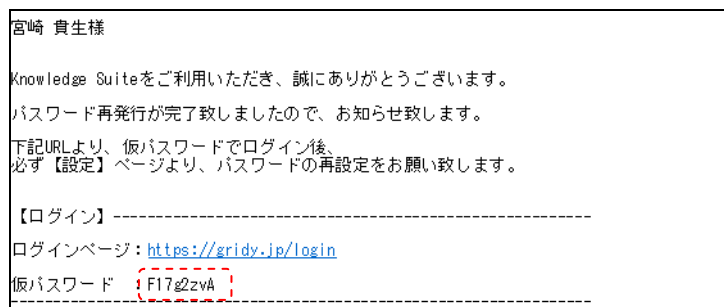 宮崎 貴生様
Knowledge Suiteをご利用いただき、誠にありがとうございます。
パスワード再発行が完了致しましたので、お知らせ致します。
下記URLより、仮パスワードでログイン後、
必ず【設定】ページより、パスワードの再設定をお願い致します。
【ログイン】--------------------------------------------------------
ログインページ：https://gridy.jp/login
仮パスワード ：F17g2zvA
--------------------------------------------------------------------